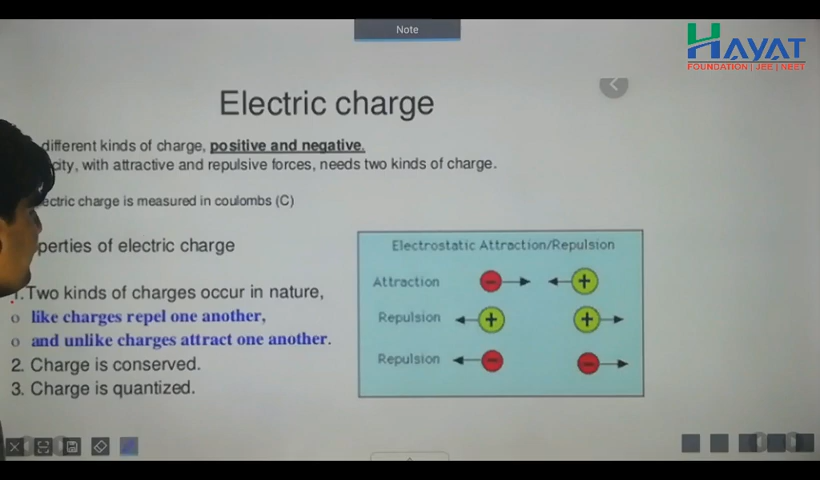 Note
HAYAT
FOUNDATION | JEE | NEET
Electric charge
different kinds of charge, positive and negative.
city, with attractive and repulsive forces, needs two kinds of charge.
ectric charge is measured in coulombs (C)
perties of electric charge
1. Two kinds of charges occur in nature,
o like charges repel one another,
o and unlike charges attract one another.
2. Charge is conserved.
3. Charge is quantized.
Electrostatic Attraction/Repulsion
Attraction - +
Repulsion + +
Repulsion - -